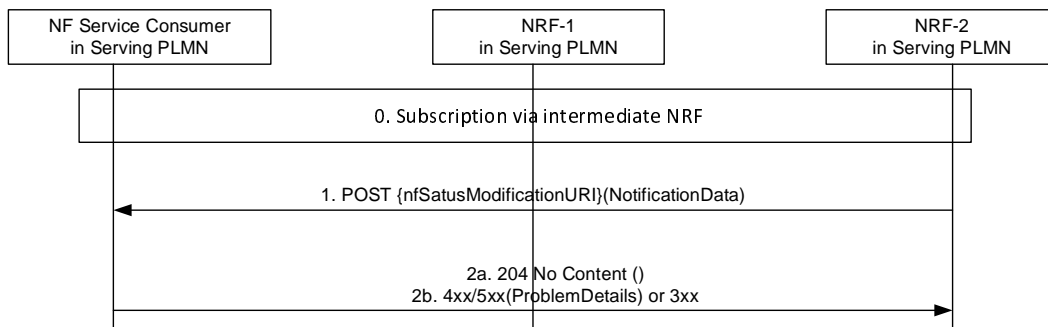 NF Service Consumer
in Serving PLMN
NRF-1
in Serving PLMN
NRF-2
in Serving PLMN
0. Subscription via intermediate NRF
1. POST {nfSatusModificationURI}(NotificationData)
2a. 204 No Content ()
2b. 4xx/5xx(ProblemDetails) or 3xx